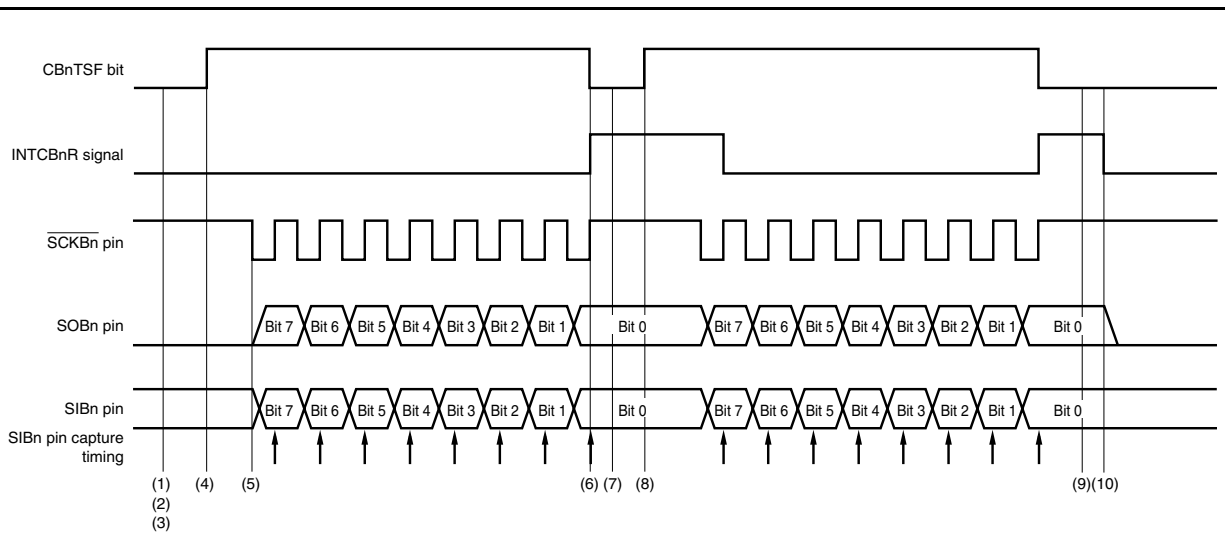 CBnTSF bit
INTCBnR signal
SCKBn pin
SOBn pin
Bit 7 Bit 6 Bit 5 Bit 4 Bit 3 Bit 2 Bit 1 Bit 0 Bit 7 Bit 6 Bit 5 Bit 4 Bit 3 Bit 2 Bit 1 Bit 0
SIBn pin
Bit 7 Bit 6 Bit 5 Bit 4 Bit 3 Bit 2 Bit 1 Bit 0 Bit 7 Bit 6 Bit 5 Bit 4 Bit 3 Bit 2 Bit 1 Bit 0
SIBn pin capture
timing
(1) (4) (5) (6) (7) (8) (9)(10)
(2)
(3)